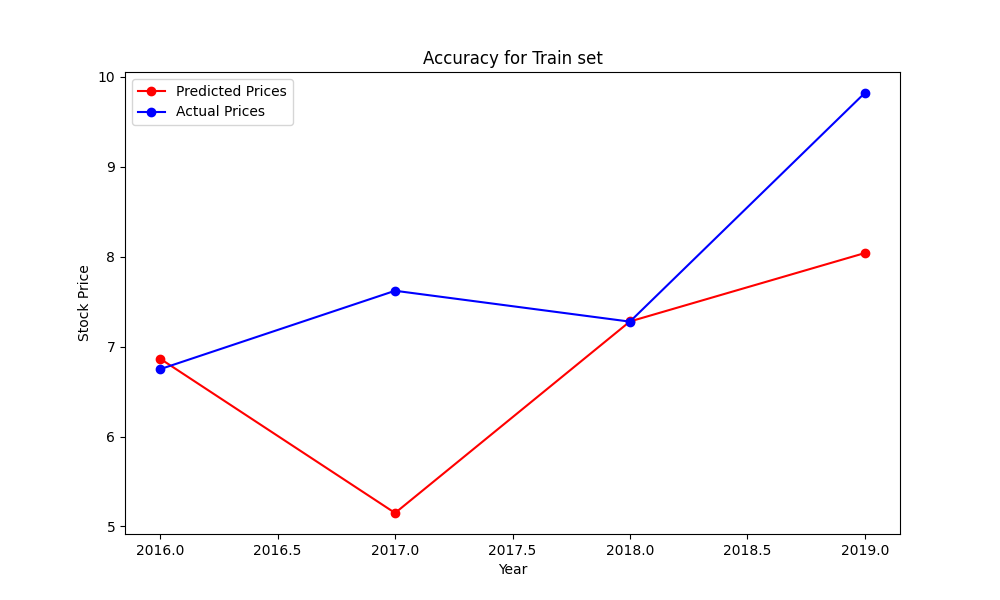 Accuracy for Train set
Predicted Prices
Actual Prices
10
9
8
7
6
5
Stock Price
2016.0 2016.5 2017.0 2017.5 2018.0 2018.5 2019.0
Year